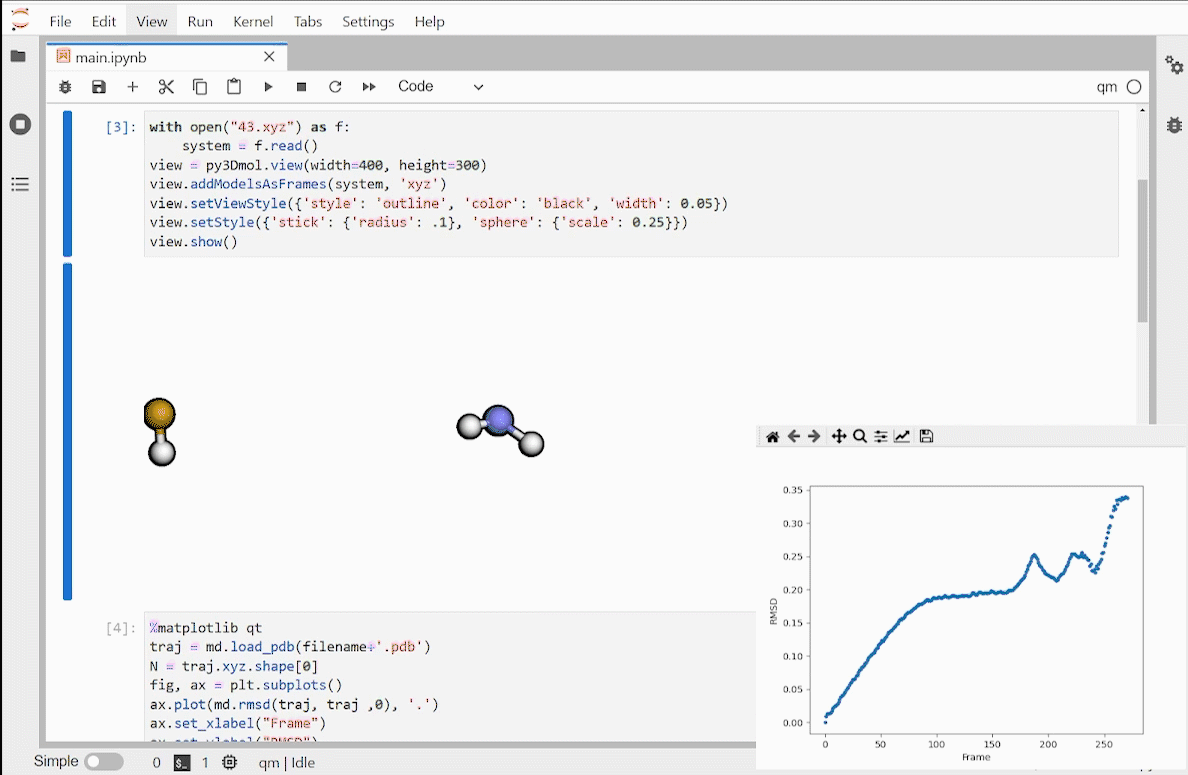 File Edit View Run Kernel Tabs Settings Help
main.ipynb
Code
qm
[3]:
with open("43.xyz") as f:
system = f.read()
view = py3Dmol.view(width=400, height=300)
view.addModelsAsFrames(system, 'xyz')
view.setViewStyle({'style': 'outline', 'color': 'black', 'width': 0.05})
view.setStyle({'stick': {'radius': .1}, 'sphere': {'scale': 0.25}})
view.show()
[4]:
%matplotlib qt
traj = md.load_pdb(filename+'.pdb')
N = traj.xyz.shape[0]
fig, ax = plt.subplots()
ax.plot(md.rmsd(traj, traj ,0), '.')
ax.set_xlabel("Frame")
0.35
0.30
0.25
0.20
0.15
0.10
0.05
0.00
RMSD
0 50 100 150 200 250
Frame
Simple 0 $_ 1 qm | Idle